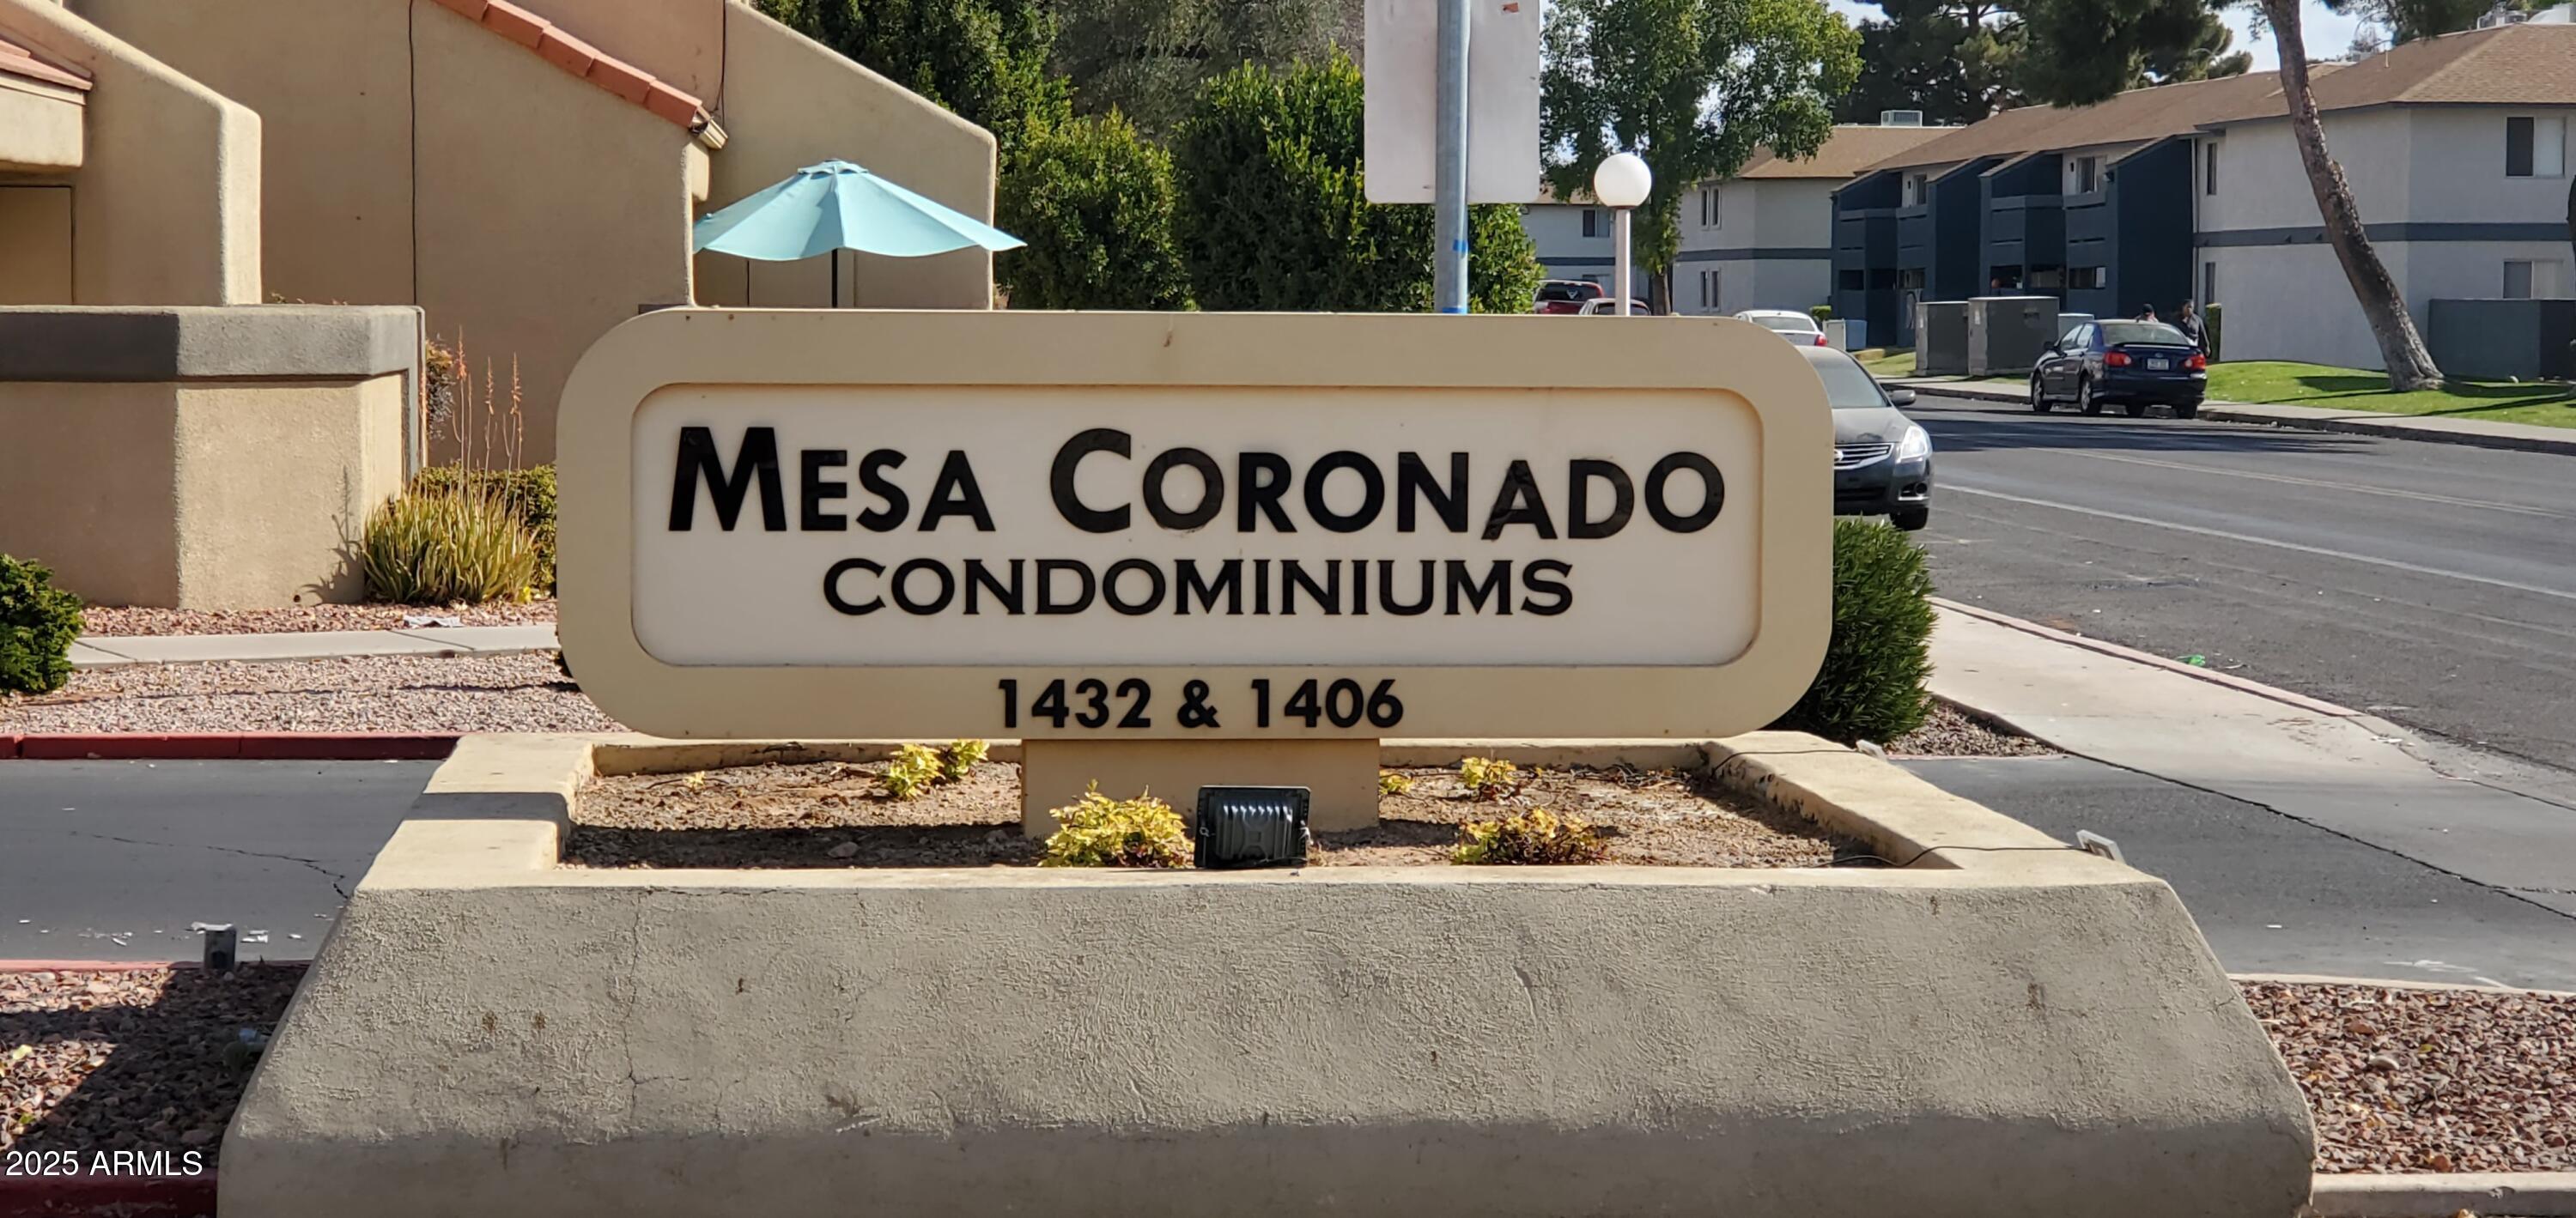 MESA CORONADO
CONDOMINIUMS
1432 & 1406
2025 ARMLS